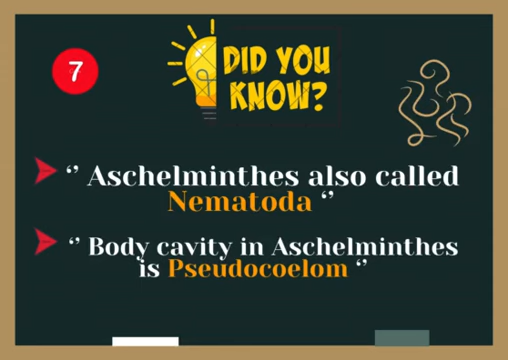 7
DID YOU
KNOW?
‘’ Aschelminthes also called
Nematoda ‘’
‘’ Body cavity in Aschelminthes
is Pseudocoelom ‘’